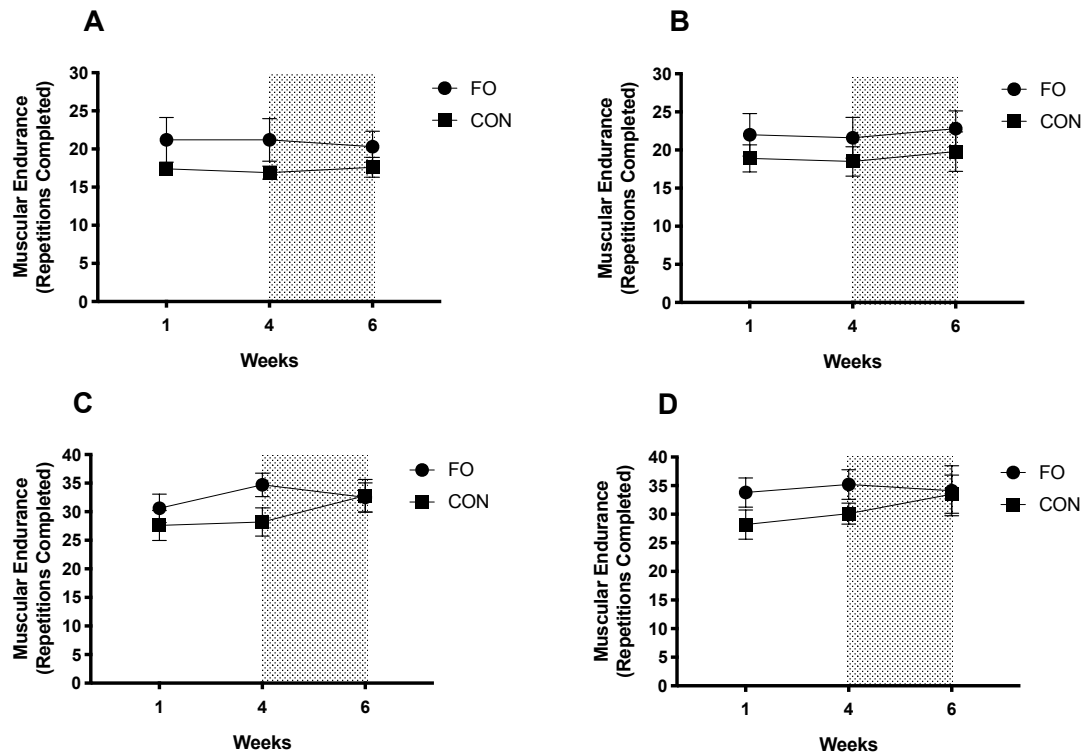 A
Muscular Endurance
(Repetitions Completed)
30
25
20
15
10
5
0
1 4 6
Weeks
FO
CON
B
Muscular Endurance
(Repetitions Completed)
30
25
20
15
10
5
0
1 4 6
Weeks
FO
CON
C
Muscular Endurance
(Repetitions Completed)
40
35
30
25
20
15
10
5
0
1 4 6
Weeks
FO
CON
D
Muscular Endurance
(Repetitions Completed)
40
35
30
25
20
15
10
5
0
1 4 6
Weeks
FO
CON